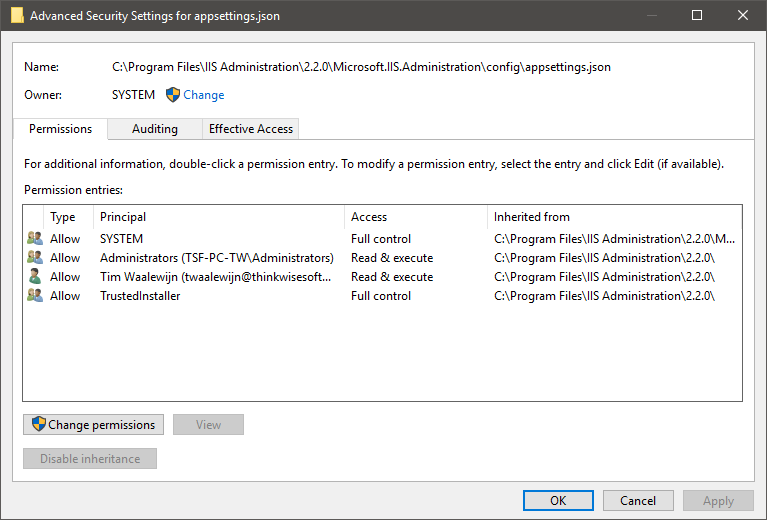 Advanced Security Settings for appsettings.json
Name: C:\Program Files\IIS Administration\2.2.0\Microsoft.IIS.Administration\config\appsettings.json
Owner: SYSTEM Change
Permissions Auditing Effective Access
For additional information, double-click a permission entry. To modify a permission entry, select the entry and click Edit (if available).
Permission entries:
Type Principal Access Inherited from
Allow SYSTEM Full control C:\Program Files\IIS Administration\2.2.0\M...
Allow Administrators (TSF-PC-TW\Administrators) Read & execute C:\Program Files\IIS Administration\2.2.0\
Allow Tim Waalewijn (twaalewijn@thinkwisesoft... Read & execute C:\Program Files\IIS Administration\2.2.0\
Allow TrustedInstaller Full control C:\Program Files\IIS Administration\2.2.0\
Change permissions View
Disable inheritance
OK Cancel Apply